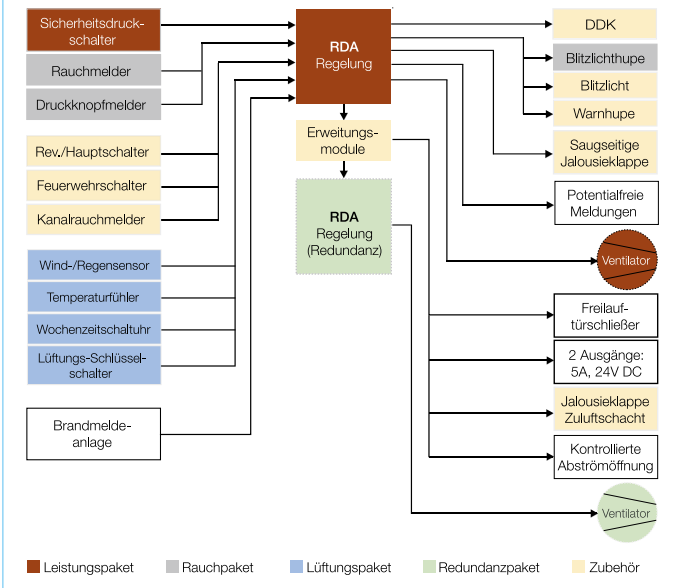 Sicherheitsdruck-
schalter
Rauchmelder
Druckknopfmelder
Rev./Hauptschalter
Feuerwehrschalter
Kanalrauchmelder
Wind-/Regensensor
Temperaturfühler
Wochenzeitschaltuhr
Lüftungs-Schlüssel-
schalter
Brandmelde-
anlage
RDA
Regelung
Erweitungs-
module
RDA
Regelung
(Redundanz)
DDK
Blitzlichthupe
Blitzlicht
Warnhupe
Saugseitige
Jalousieklappe
Potentialfreie
Meldungen
Ventilator
Freilauf-
türschließer
2 Ausgänge:
5A, 24V DC
Jalousieklappe
Zuluftschacht
Kontrollierte
Abströmöffnung
Ventilator
Leistungspaket
Rauchpaket
Lüftungspaket
Redundanzpaket
Zubehör